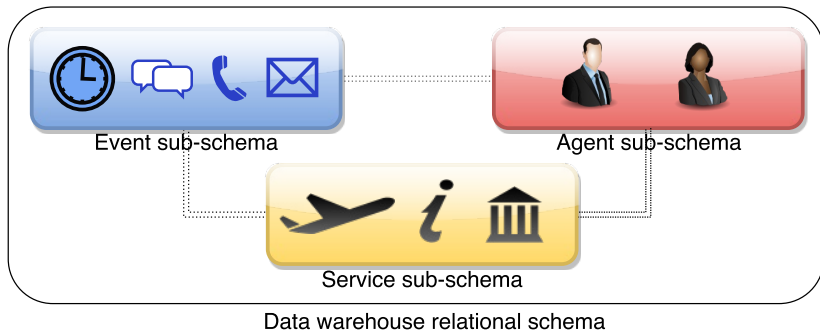 Event sub-schema
Agent sub-schema
Service sub-schema
Data warehouse relational schema